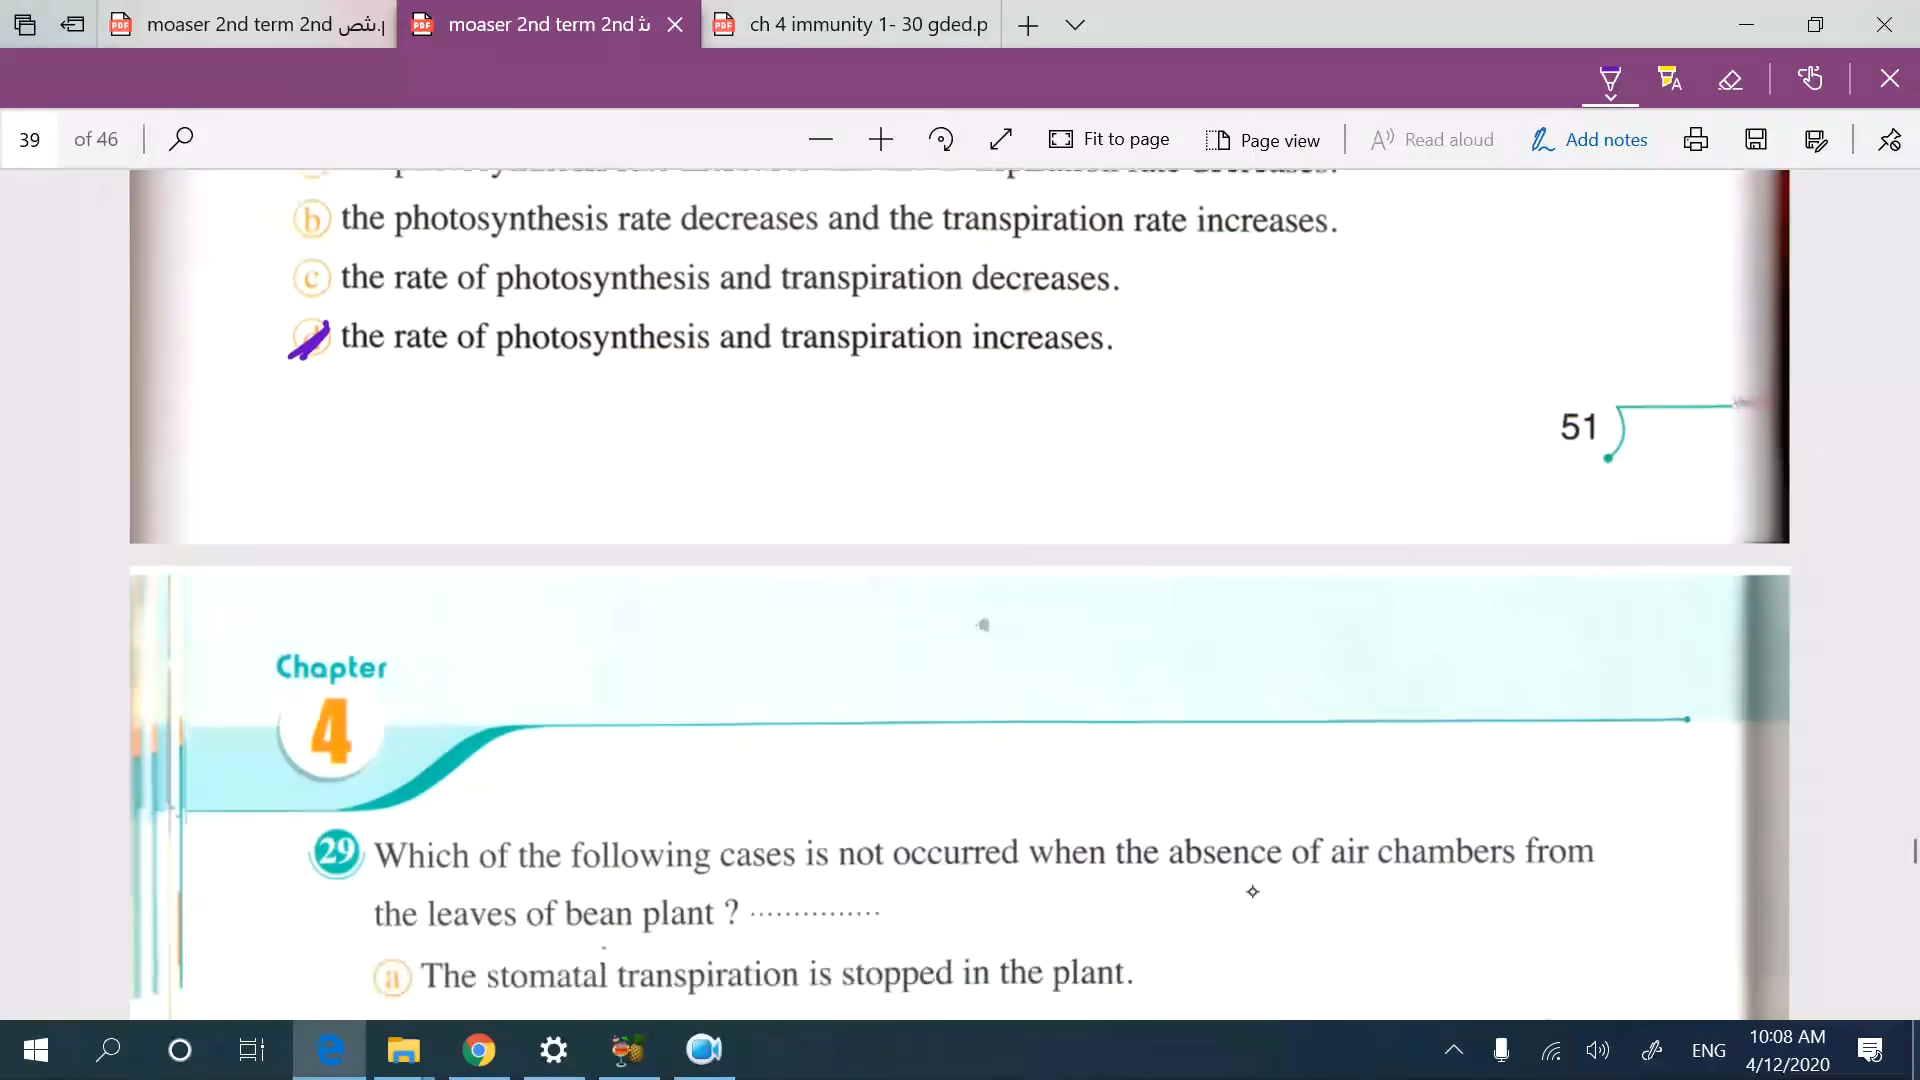 moaser 2nd term 2nd نثص.p
moaser 2nd term 2nd
ch 4 immunity 1- 30 gded.p
39 of 46
Fit to page
Page view
Read aloud
Add notes
b the photosynthesis rate decreases and the transpiration rate increases.
c the rate of photosynthesis and transpiration decreases.
d the rate of photosynthesis and transpiration increases.
51
Chapter
4
29 Which of the following cases is not occurred when the absence of air chambers from
the leaves of bean plant ? ...............
a The stomatal transpiration is stopped in the plant.
ENG
10:08 AM
4/12/2020